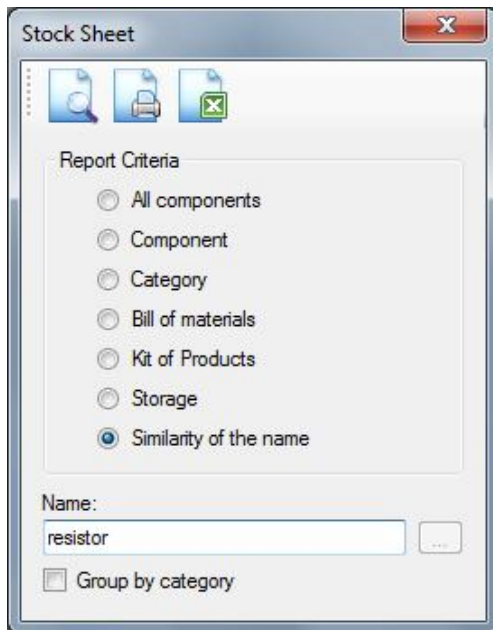 Stock Sheet
Report Criteria
All components
Component
Category
Bill of materials
Kit of Products
Storage
Similarity of the name
Name:
resistor
...
Group by category